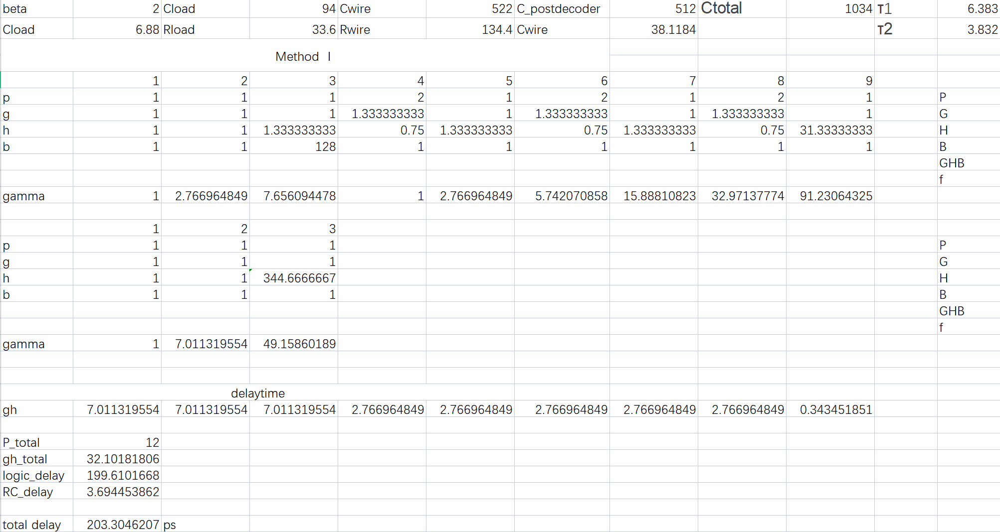 beta 2 Cload 94 Cwire 522 C_postdecoder 512 Ctotal 1034 τ1 6.383
Cload 6.88 Rload 33.6 Rwire 134.4 Cwire 38.1184 τ2 3.832
Method I
1 2 3 4 5 6 7 8 9
p 1 1 1 2 1 2 1 2 1 P
g 1 1 1 1.333333333 1 1.333333333 1 1.333333333 1 G
h 1 1 1.333333333 0.75 1.333333333 0.75 1.333333333 0.75 31.33333333 H
b 1 1 128 1 1 1 1 1 1 B
GHB
f
gamma 1 2.766964849 7.656094478 1 2.766964849 5.742070858 15.88810823 32.97137774 91.23064325
1 2 3
p 1 1 1 P
g 1 1 1 G
h 1 1 344.6666667 H
b 1 1 1 B
GHB
f
gamma 1 7.011319554 49.15860189
delaytime
gh 7.011319554 7.011319554 7.011319554 2.766964849 2.766964849 2.766964849 2.766964849 2.766964849 0.343451851
P_total 12
gh_total 32.10181806
logic_delay 199.6101668
RC_delay 3.694453862
total delay 203.3046207 ps